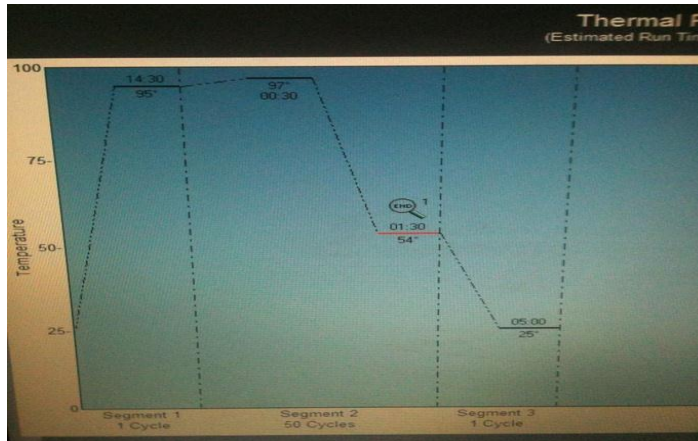 Thermal P
(Estimated Run Tim
100
14:30
95°
97°
00:30
75-
END 1
01:30
54°
50-
Temperature
05:00
25°
25-
0
Segment 1
1 Cycle
Segment 2
50 Cycles
Segment 3
1 Cycle